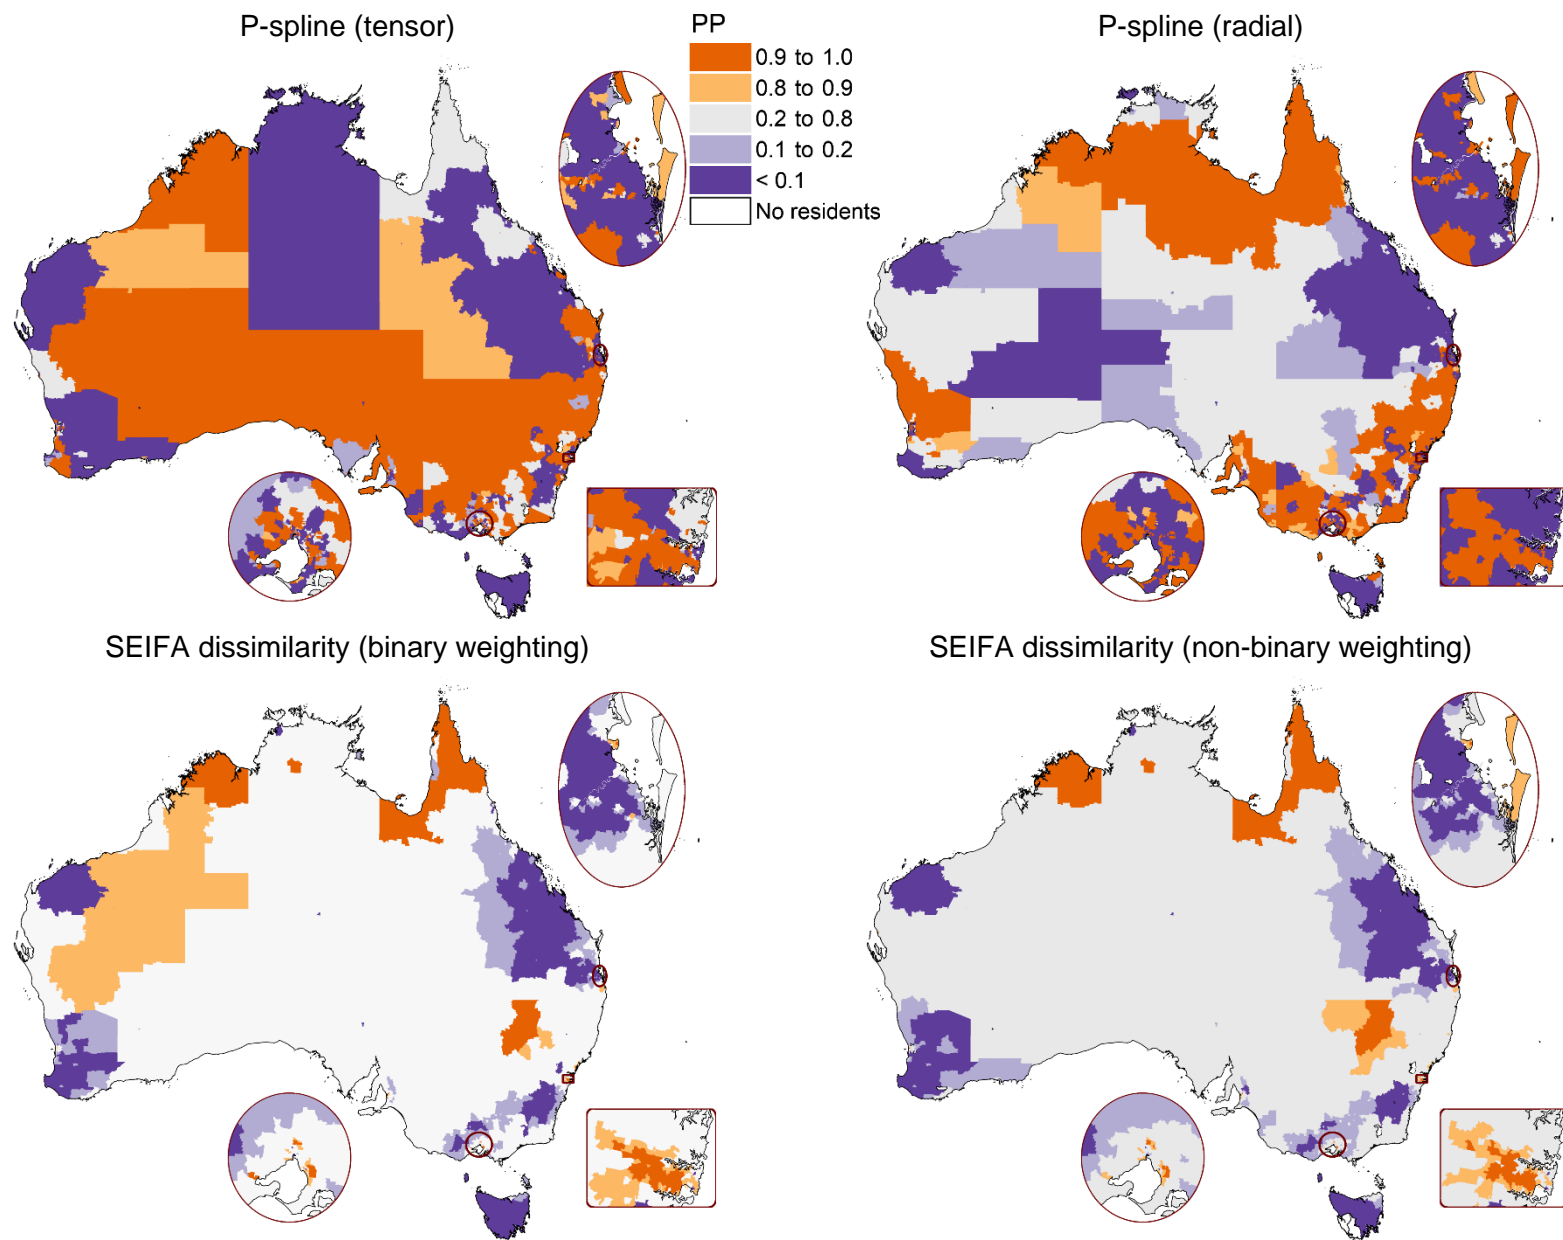 P-spline (tensor)
PP
P-spline (radial)
0.9 to 1.0
0.8 to 0.9
0.2 to 0.8
0.1 to 0.2
< 0.1
No residents
SEIFA dissimilarity (binary weighting)
SEIFA dissimilarity (non-binary weighting)